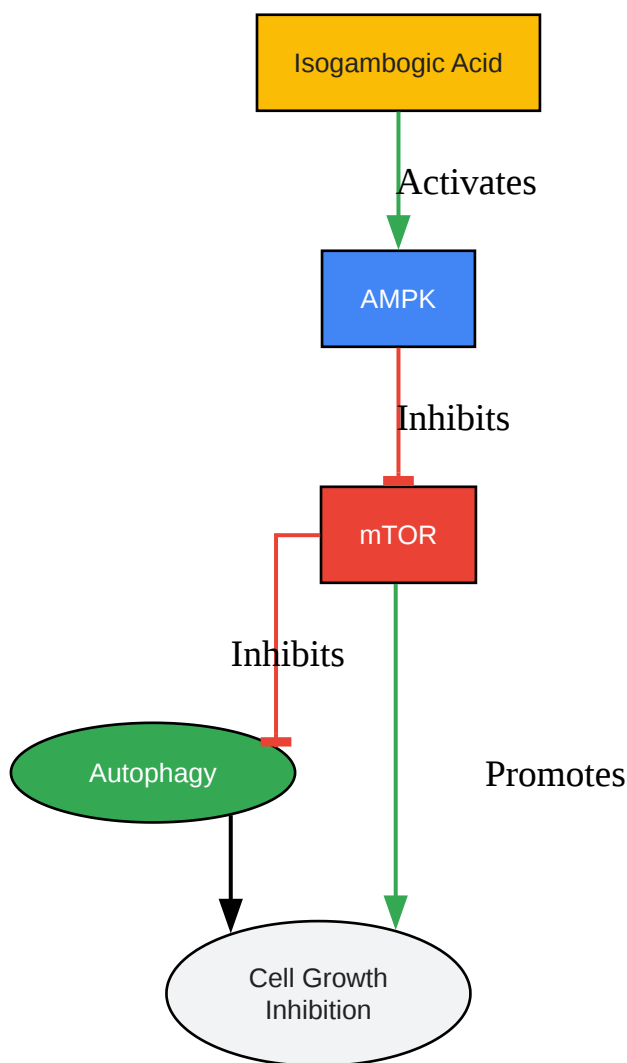 Isogambogic Acid
Activates
AMPK
Inhibits
mTOR
Inhibits
Autophagy
Promotes
Cell Growth
Inhibition